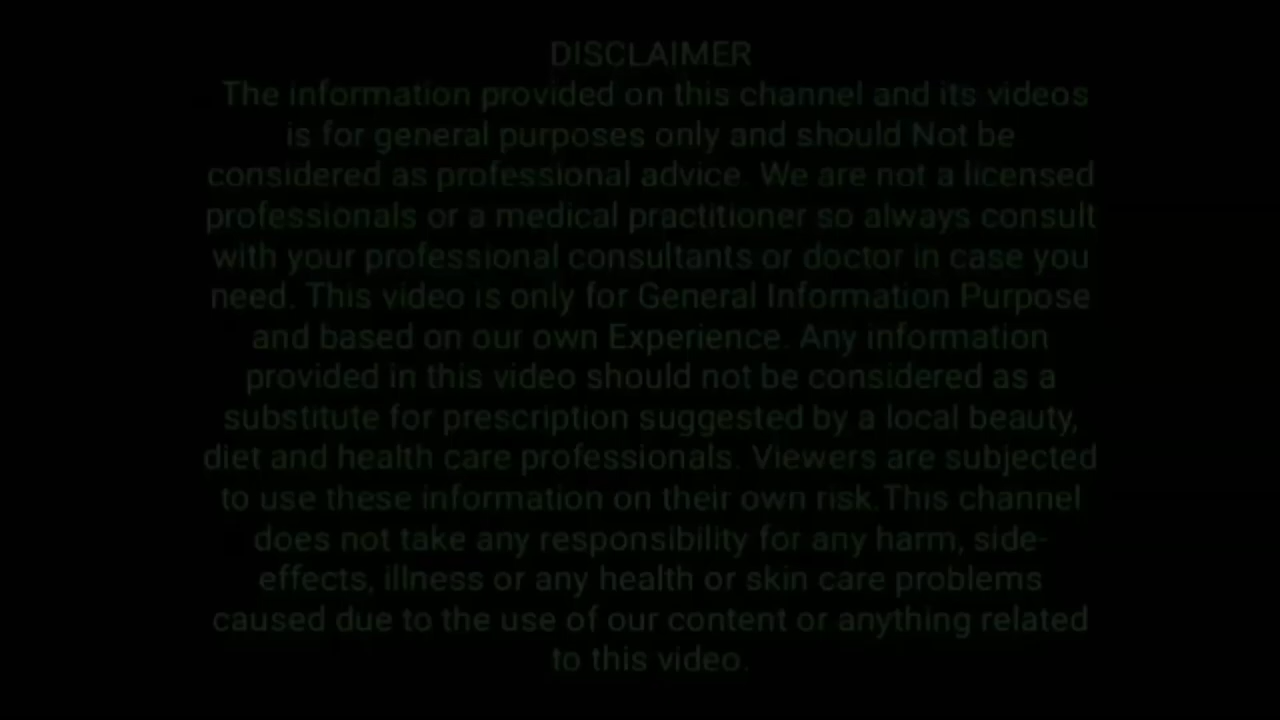 DISCLAIMER
The information provided on this channel and its videos
is for general purposes only and should Not be
considered as professional advice. We are not a licensed
professionals or a medical practitioner so always consult
with your professional consultants or doctor in case you
need. This video is only for General Information Purpose
and based on our own Experience. Any information
provided in this video should not be considered as a
substitute for prescription suggested by a local beauty,
diet and health care professionals. Viewers are subjected
to use these information on their own risk.This channel
does not take any responsibility for any harm, side-
effects, illness or any health or skin care problems
caused due to the use of our content or anything related
to this video.